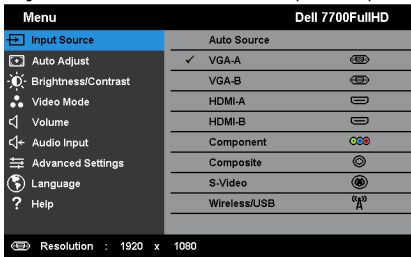 Menu Dell 7700FullHD
Input Source Auto Source
Auto Adjust ✓ VGA-A
Brightness/Contrast VGA-B
Video Mode HDMI-A
Volume HDMI-B
Audio Input Component
Advanced Settings Composite
Language S-Video
? Help Wireless/USB
Resolution : 1920 x 1080